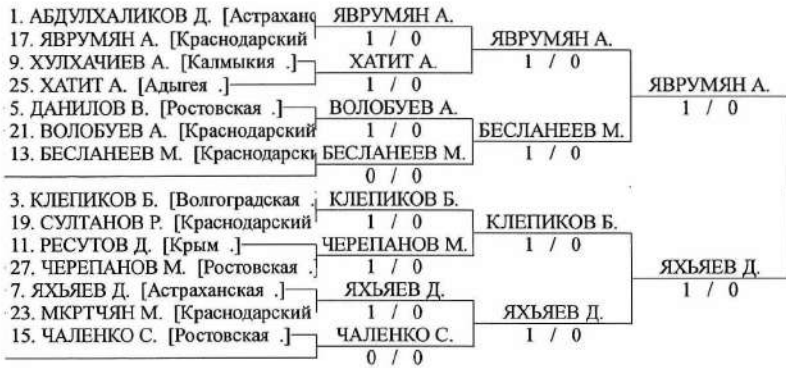 1. АБДУЛХАЛИКОВ Д. [Астрахан
ЯВРУМЯН А.
17. ЯВРУМЯН А. [Краснодарский
1 / 0
ЯВРУМЯН А.
9. ХУЛХАЧИЕВ А. [Калмыкия .]
ХАТИТ А.
1 / 0
25. ХАТИТ А. [Адыгея .]
1 / 0
ЯВРУМЯН А.
5. ДАНИЛОВ В. [Ростовская .]
ВОЛОБУЕВ А.
1 / 0
21. ВОЛОБУЕВ А. [Краснодарский
1 / 0
БЕСЛАНЕЕВ М.
13. БЕСЛАНЕЕВ М. [Краснодарски
БЕСЛАНЕЕВ М.
1 / 0
0 / 0
3. КЛЕПИКОВ Б. [Волгоградская .
КЛЕПИКОВ Б.
19. СУЛТАНОВ Р. [Краснодарский
1 / 0
КЛЕПИКОВ Б.
11. РЕСУТОВ Д. [Крым .]
ЧЕРЕПАНОВ М.
1 / 0
27. ЧЕРЕПАНОВ М. [Ростовская .]
1 / 0
ЯХЬЯЕВ Д.
7. ЯХЬЯЕВ Д. [Астраханская .]
ЯХЬЯЕВ Д.
1 / 0
23. МКРТЧЯН М. [Краснодарский
1 / 0
ЯХЬЯЕВ Д.
15. ЧАЛЕНКО С. [Ростовская .]
ЧАЛЕНКО С.
1 / 0
0 / 0